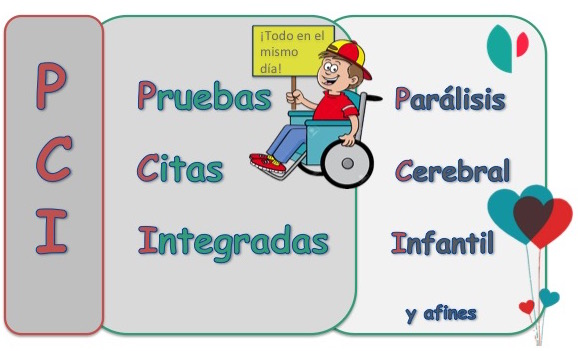 ¡Todo en el
mismo
día!
P Pruebas Parálisis
C Citas Cerebral
I Integradas Infantil
y afines